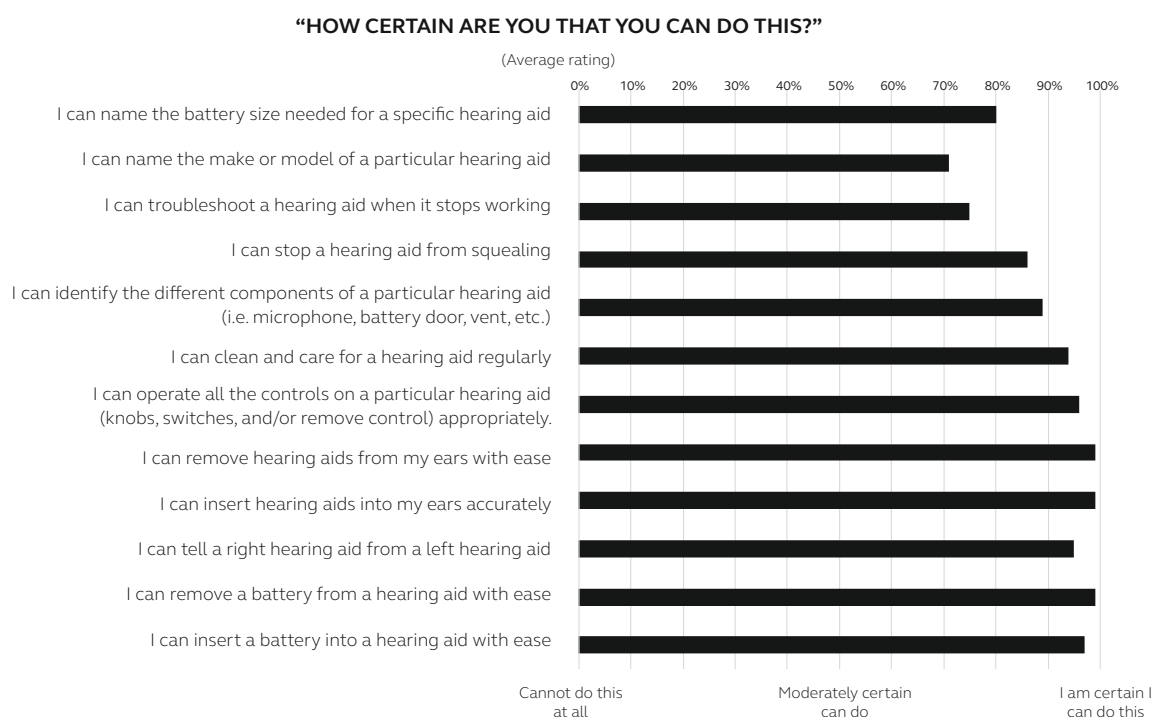 “HOW CERTAIN ARE YOU THAT YOU CAN DO THIS?”
(Average rating)
0% 10% 20% 30% 40% 50% 60% 70% 80% 90% 100%
I can name the battery size needed for a specific hearing aid
I can name the make or model of a particular hearing aid
I can troubleshoot a hearing aid when it stops working
I can stop a hearing aid from squealing
I can identify the different components of a particular hearing aid
(i.e. microphone, battery door, vent, etc.)
I can clean and care for a hearing aid regularly
I can operate all the controls on a particular hearing aid
(knobs, switches, and/or remove control) appropriately.
I can remove hearing aids from my ears with ease
I can insert hearing aids into my ears accurately
I can tell a right hearing aid from a left hearing aid
I can remove a battery from a hearing aid with ease
I can insert a battery into a hearing aid with ease
Cannot do this
at all
Moderately certain
can do
I am certain I
can do this